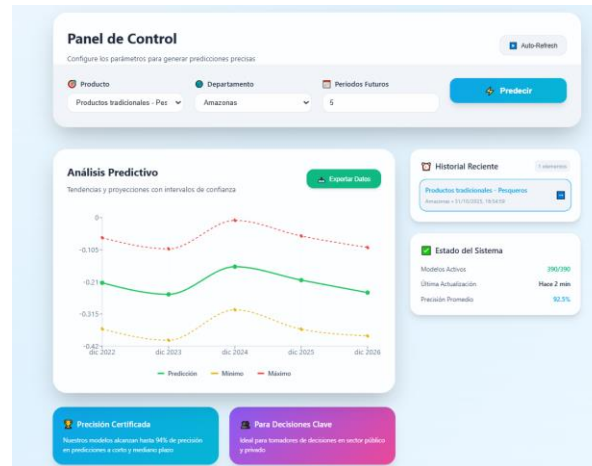 Panel de Control
Configure los parámetros para generar predicciones precisas
Auto-Refresh
Producto
Departamento
Periodos Futuros
Productos tradicionales - Pes
Amazonas
5
Predecir
Análisis Predictivo
Tendencias y proyecciones con intervalos de confianza
Exportar Datos
0
-0.105
-0.21
-0.315
-0.42
dic 2022
dic 2023
dic 2024
dic 2025
dic 2026
Predicción
Mínimo
Máximo
Historial Reciente
1 elementos
Productos tradicionales - Pesqueros
Amazonas • 31/10/2025,
Estado del Sistema
Modelos Activos
390/390
Última Actualización
Hace 2 min
Precisión Promedio
92.5%
Precisión Certificada
Nuestros modelos alcanzan hasta 94% de precisión
en predicciones a corto y mediano plazo
Para Decisiones Clave
Ideal para tomadores de decisiones en sector público
y privado